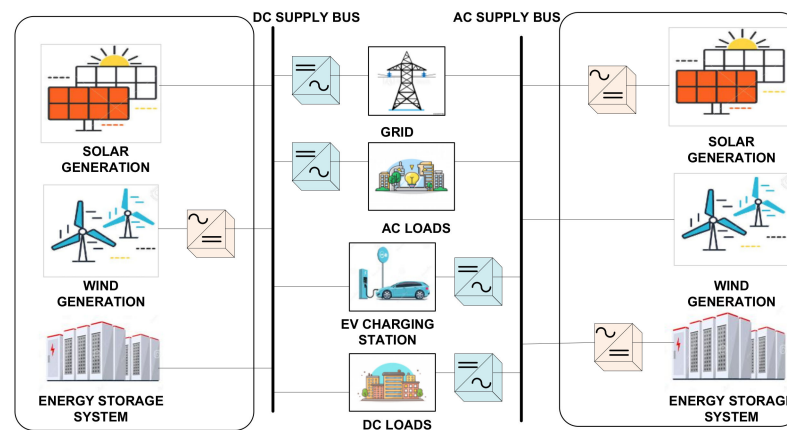 DC SUPPLY BUS
AC SUPPLY BUS
SOLAR
GENERATION
WIND
GENERATION
ENERGY STORAGE
SYSTEM
GRID
AC LOADS
EV CHARGING
STATION
DC LOADS
SOLAR
GENERATION
WIND
GENERATION
ENERGY STORAGE
SYSTEM